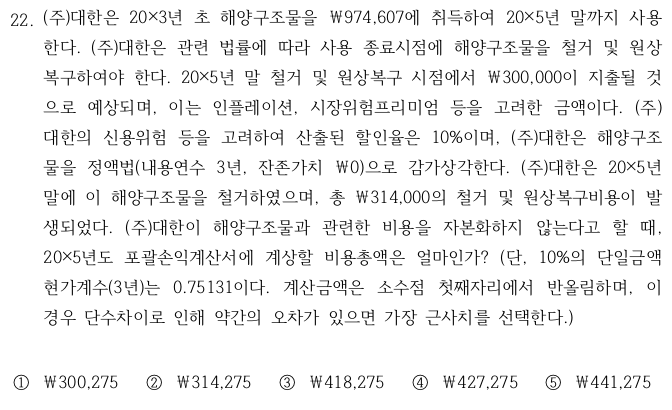 22. (주)대한은 20×3년 초 해양구조물을 ₩974,607에 취득하여 20×5년 말까지 사용
한다. (주)대한은 관련 법률에 따라 사용 종료시점에 해양구조물을 철거 및 원상
복구하여야 한다. 20×5년 말 철거 및 원상복구 시점에서 ₩300,000이 지출될 것
으로 예상되며, 이는 인플레이션, 시장위험프리미엄 등을 고려한 금액이다. (주)
대한의 신용위험 등을 고려하여 산출된 할인율은 10%이며, (주)대한은 해양구조
물을 정액법(내용연수 3년, 잔존가치 ₩0)으로 감가상각한다. (주)대한은 20×5년
말에 이 해양구조물을 철거하였으며, 총 ₩314,000의 철거 및 원상복구비용이 발
생되었다. (주)대한이 해양구조물과 관련한 비용을 자본화하지 않는다고 할 때,
20×5년도 포괄손익계산서에 계상할 비용총액은 얼마인가? (단, 10%의 단일금액
현가계수(3년)는 0.75131이다. 계산금액은 소수점 첫째자리에서 반올림하며, 이
경우 단수차이로 인해 약간의 오차가 있으면 가장 근사치를 선택한다.)
① ₩300,275 ② ₩314,275 ③ ₩418,275 ④ ₩427,275 ⑤ ₩441,275